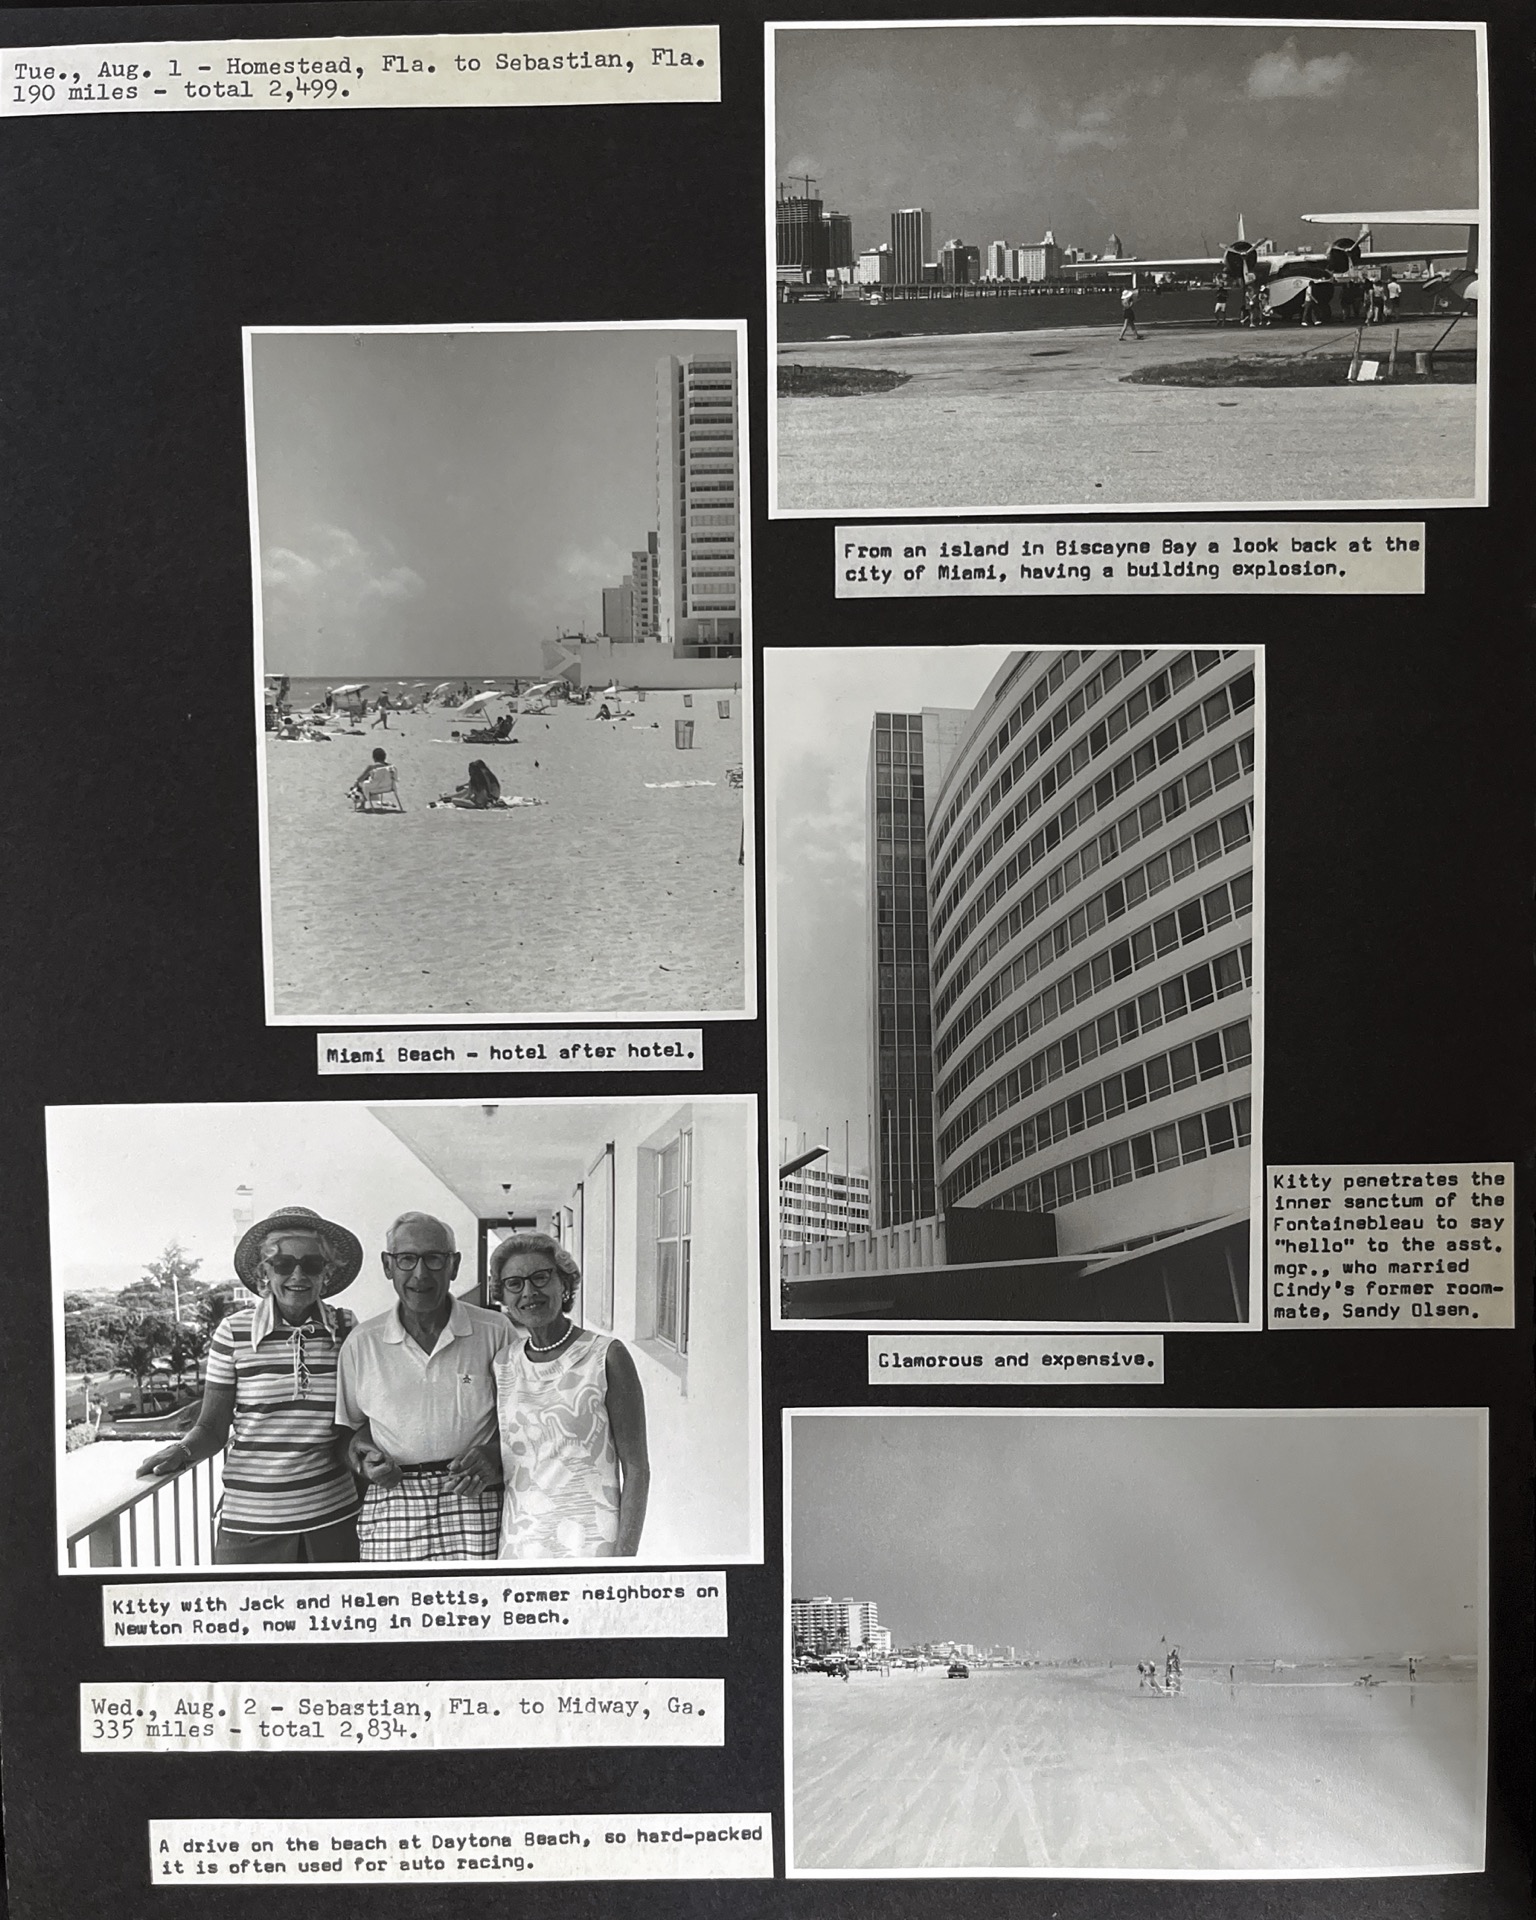 Tue., Aug. 1 - Homestead, Fla. to Sebastian, Fla.
190 miles - total 2,499.
From an island in Biscayne Bay a look back at the
city of Miami, having a building explosion.
Miami Beach - hotel after hotel.
Kitty penetrates the
inner sanctum of the
Fontainebleau to say
"hello" to the asst.
mgr., who married
Cindy's former room-
mate, Sandy Olsen.
Glamorous and expensive.
Kitty with Jack and Helen Bettis, former neighbors on
Newton Road, now living in Delray Beach.
Wed., Aug. 2 - Sebastian, Fla. to Midway, Ga.
335 miles - total 2,834.
A drive on the beach at Daytona Beach, so hard-packed
it is often used for auto racing.